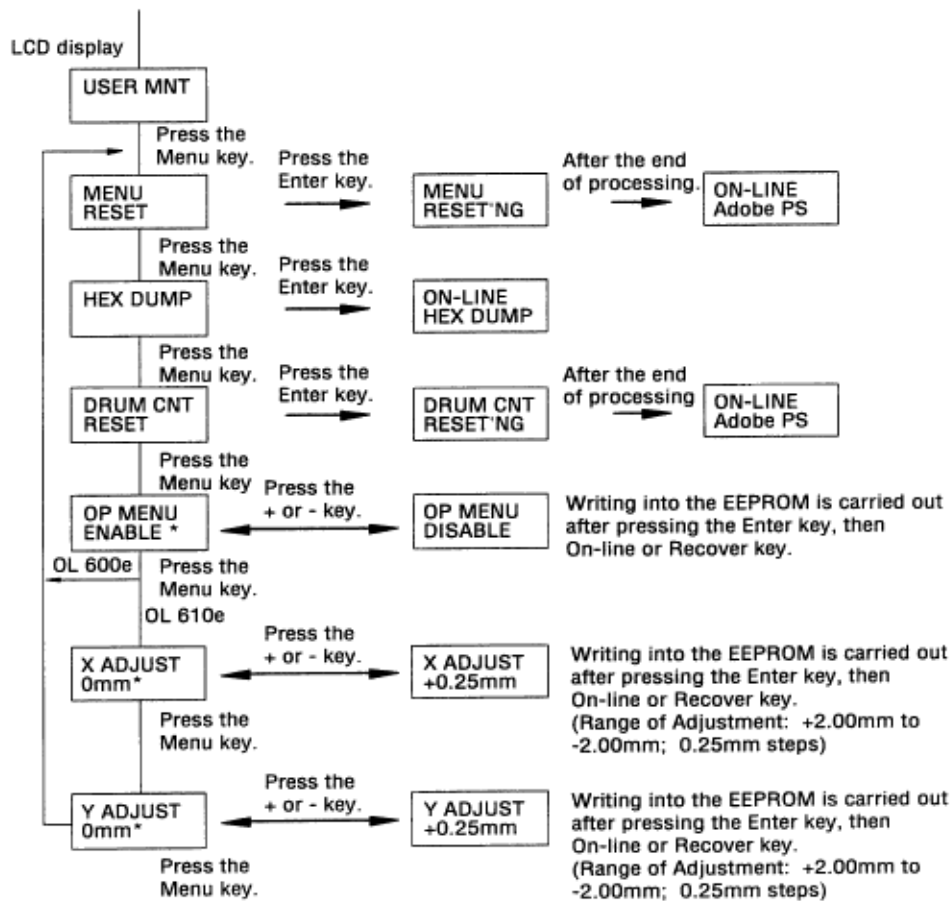 LCD display
USER MNT
Press the
Menu key.
Press the
Enter key.
After the end
of processing.
MENU
RESET
MENU
RESET'NG
ON-LINE
Adobe PS
Press the
Menu key.
Press the
Enter key.
HEX DUMP
ON-LINE
HEX DUMP
Press the
Menu key.
Press the
Enter key.
After the end
of processing
DRUM CNT
RESET
DRUM CNT
RESET'NG
ON-LINE
Adobe PS
Press the
Menu key
Press the
+ or - key.
OP MENU
ENABLE *
OP MENU
DISABLE
Writing into the EEPROM is carried out
after pressing the Enter key, then
On-line or Recover key.
OL 600e
Press the
Menu key.
OL 610e
Press the
+ or - key.
X ADJUST
0mm*
X ADJUST
+0.25mm
Writing into the EEPROM is carried out
after pressing the Enter key, then
On-line or Recover key.
(Range of Adjustment: +2.00mm to
-2.00mm; 0.25mm steps)
Press the
Menu key.
Press the
+ or - key.
Y ADJUST
0mm*
Y ADJUST
+0.25mm
Writing into the EEPROM is carried out
after pressing the Enter key, then
On-line or Recover key.
(Range of Adjustment: +2.00mm to
-2.00mm; 0.25mm steps)
Press the
Menu key.